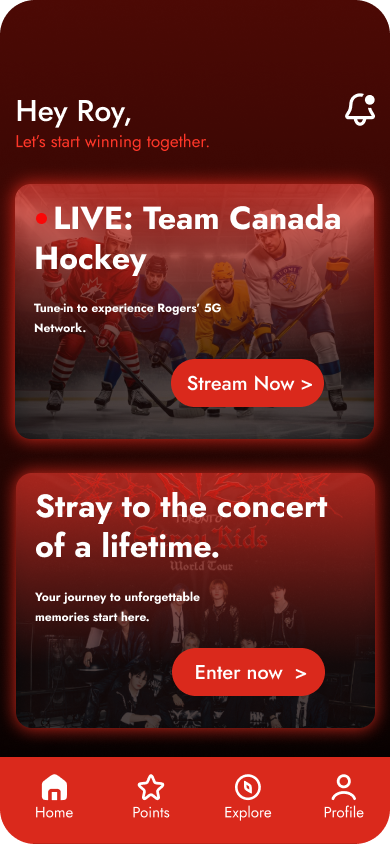 Hey Roy,
Let's start winning together.
LIVE: Team Canada
Hockey
Tune-in to experience Rogers' 5G
Network.
Stream Now >
Stray to the concert
of a lifetime.
TORONTO
Stray Kids
World Tour
Your journey to unforgettable
memories start here.
Enter now >
Home
Points
Explore
Profile